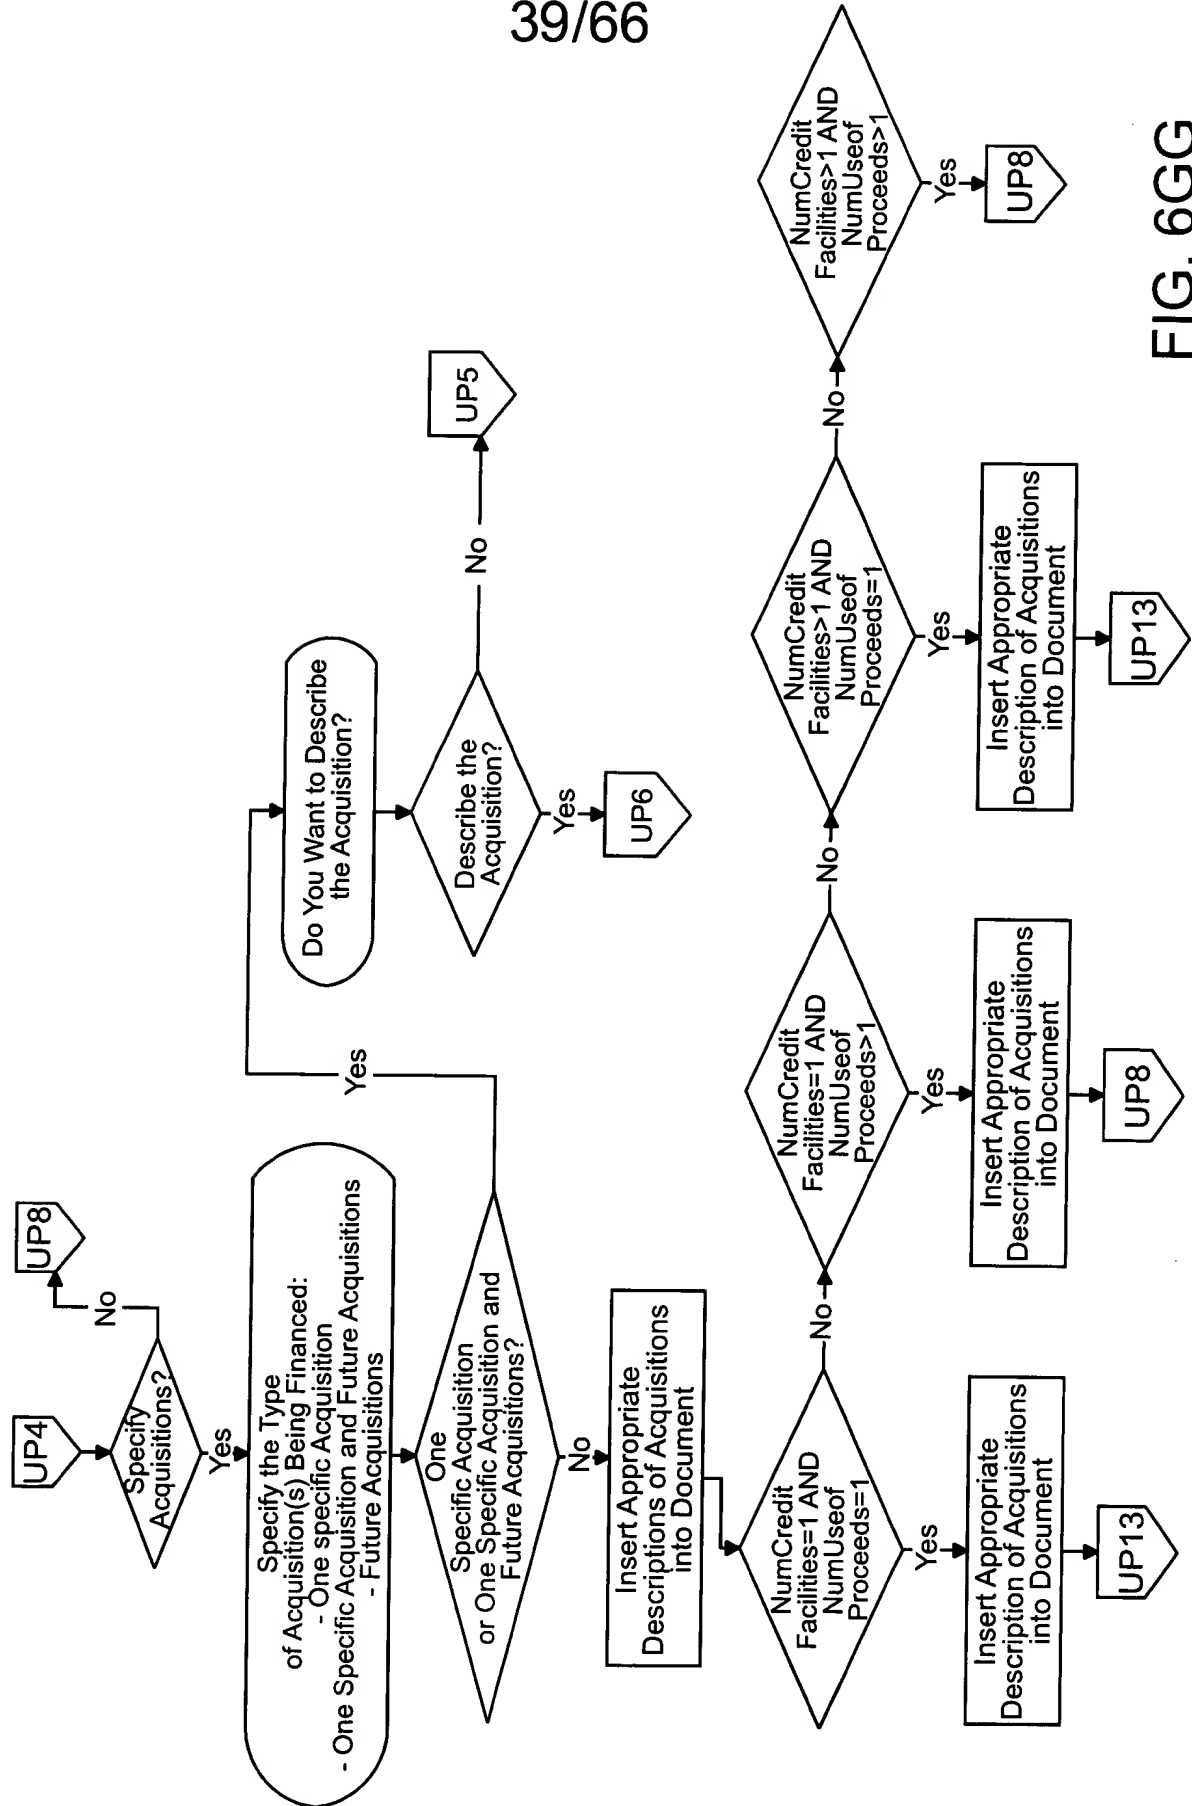 39/66
UP4
Specify
Acquisitions?
No
UP8
Yes
Specify the Type
of Acquisition(s) Being Financed:
- One specific Acquisition
- One Specific Acquisition and Future Acquisitions
- Future Acquisitions
One
Specific Acquisition
or One Specific Acquisition and
Future Acquisitions?
Yes
Do You Want to Describe
the Acquisition?
Describe the
Acquisition?
No
UP5
Yes
UP6
No
Insert Appropriate
Descriptions of Acquisitions
into Document
NumCredit
Facilities=1 AND
NumUseof
Proceeds=1
No
Yes
Insert Appropriate
Description of Acquisitions
into Document
UP13
NumCredit
Facilities=1 AND
NumUseof
Proceeds>1
No
Yes
Insert Appropriate
Description of Acquisitions
into Document
UP8
NumCredit
Facilities>1 AND
NumUseof
Proceeds=1
No
Yes
Insert Appropriate
Description of Acquisitions
into Document
UP13
NumCredit
Facilities>1 AND
NumUseof
Proceeds>1
Yes
UP8
FIG. 6GG